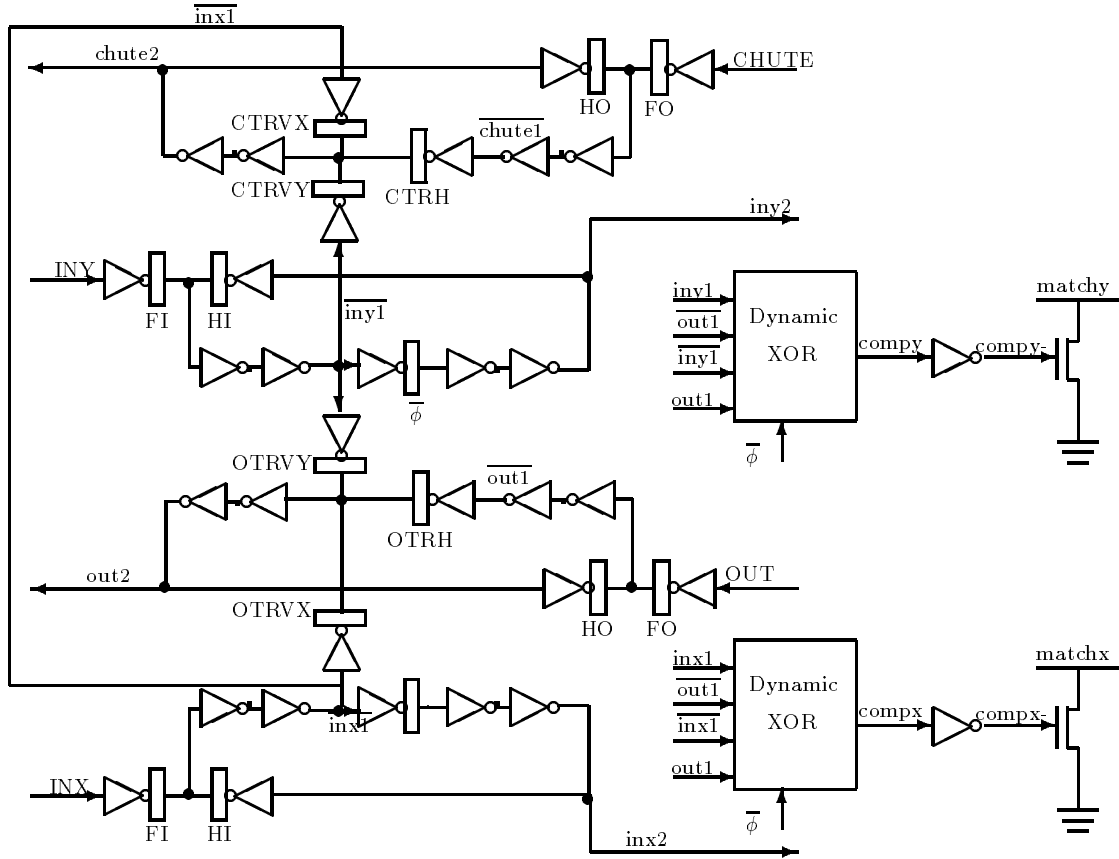 inx1
chute2
CHUTE
HO
FO
CTRVX
chute1
CTRVY
CTRH
iny2
INY
FI
HI
iny1
iny1
out1
iny1
out1
Dynamic
XOR
compy
compy-
matchy
φ
φ
OTRVY
out1
OTRH
out2
OUT
OTRVX
HO
FO
inx1
out1
inx1
out1
Dynamic
XOR
compx
compx-
matchx
φ
inx1
INX
FI
HI
inx2